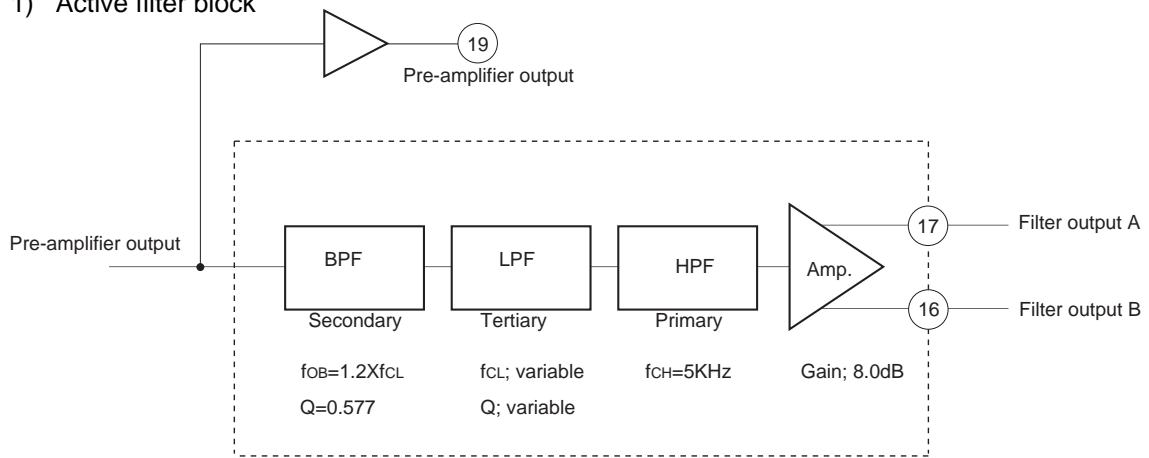 1) Active filter block
19
Pre-amplifier output
Pre-amplifier output
BPF
LPF
HPF
Amp.
17
Filter output A
16
Filter output B
Secondary
Tertiary
Primary
fOB=1.2XfCL
fCL; variable
fCH=5KHz
Gain; 8.0dB
Q=0.577
Q; variable